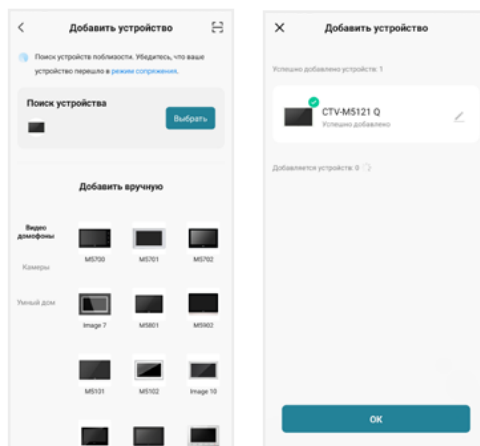 Добавить устройство
Поиск устройств поблизости. Убедитесь, что ваше
устройство перешло в режим сопряжения.
Поиск устройства
Выбрать
Добавить вручную
Видео
домофоны
Камеры
Умный дом
M5700
M5701
M5702
Image 7
M5801
M5902
M5101
M5102
Image 10
Добавить устройство
Успешно добавлено устройств: 1
CTV-M5121 Q
Успешно добавлено
Добавляется устройств: 0
OK